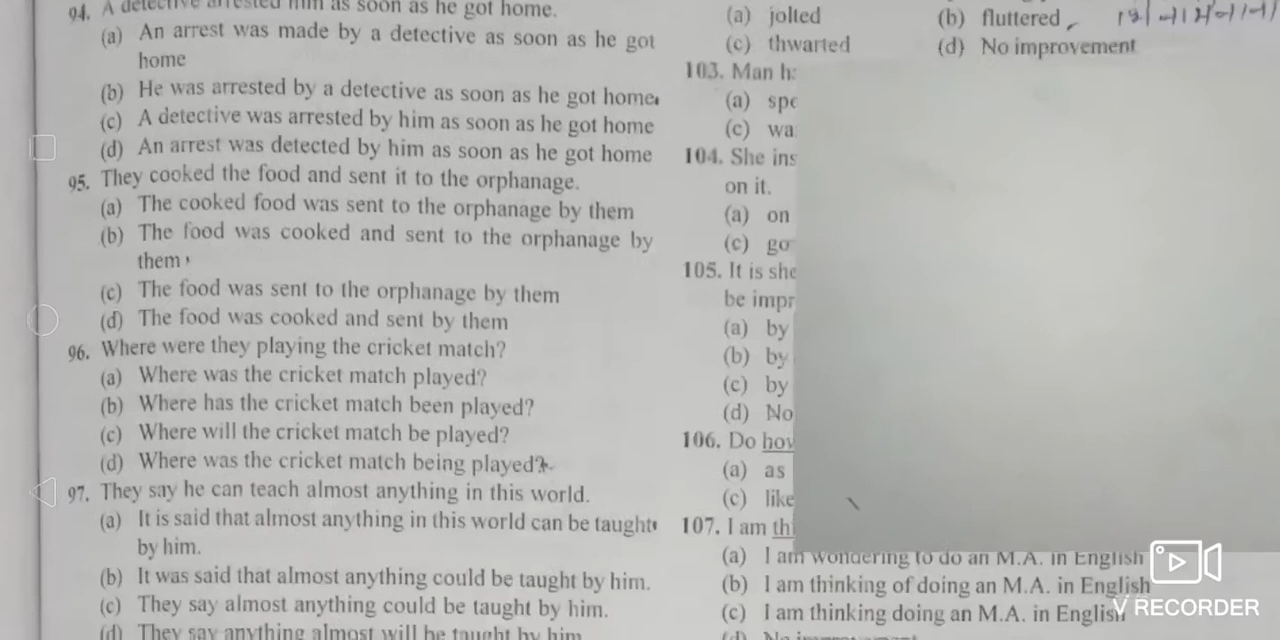 94. A detective arrested him as soon as he got home.
(a) An arrest was made by a detective as soon as he got
home
(b) He was arrested by a detective as soon as he got home
(c) A detective was arrested by him as soon as he got home
(d) An arrest was detected by him as soon as he got home
95. They cooked the food and sent it to the orphanage.
(a) The cooked food was sent to the orphanage by them
(b) The food was cooked and sent to the orphanage by
them
(c) The food was sent to the orphanage by them
(d) The food was cooked and sent by them
96. Where were they playing the cricket match?
(a) Where was the cricket match played?
(b) Where has the cricket match been played?
(c) Where will the cricket match be played?
(d) Where was the cricket match being played?
97. They say he can teach almost anything in this world.
(a) It is said that almost anything in this world can be taught
by him.
(b) It was said that almost anything could be taught by him.
(c) They say almost anything could be taught by him.
(d) They say anything almost will be taught by him
(a) jolted (b) fluttered
(c) thwarted (d) No improvement
103. Man
(a)
(c)
104. She
on it.
(a) on
(c)
105. It is
be
(a) by
(b) by
(c) by
(d) No
106. Do
(a) as
(c) like
107. I am
(a) I am wondering to do an M.A. in English
(b) I am thinking of doing an M.A. in English
(c) I am thinking doing an M.A. in English
(d) No improvement
V RECORDER